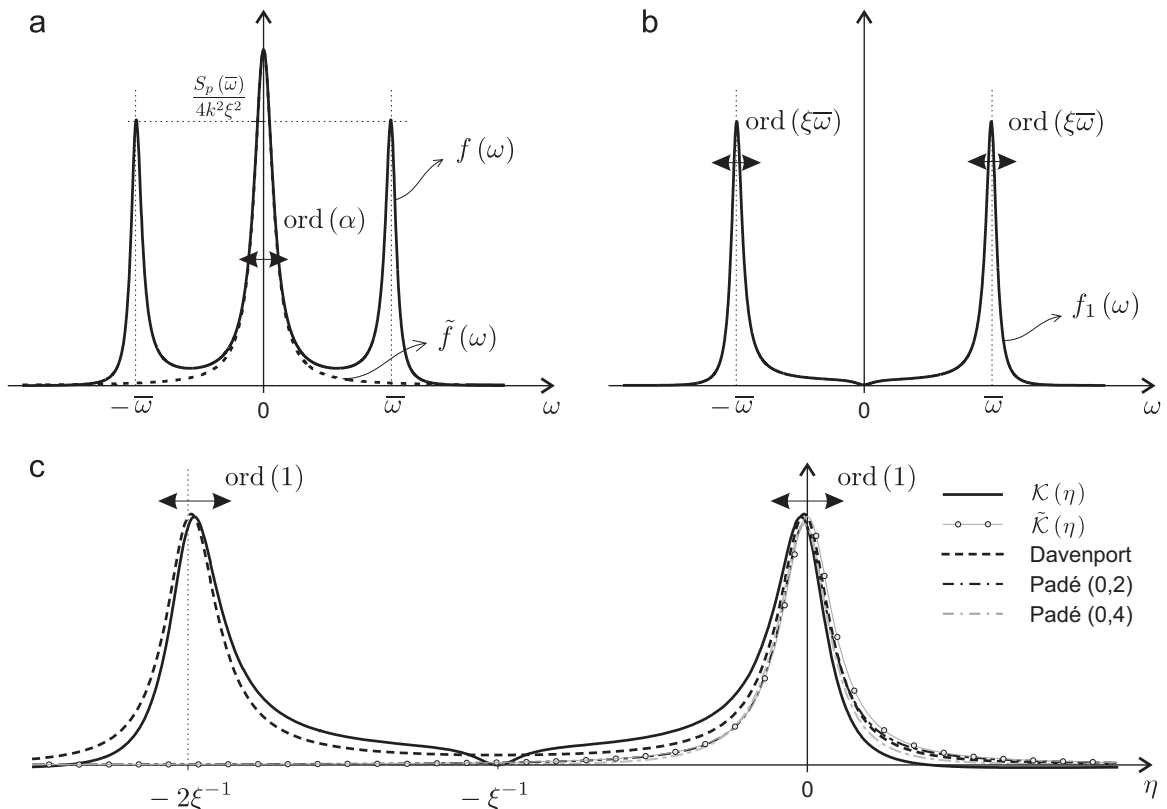 a
S_p (ω̅)
4k²ξ²
f (ω)
ord (α)
f̃ (ω)
−ω̅
0
ω̅
ω
b
ord (ξω̅)
ord (ξω̅)
f₁ (ω)
−ω̅
0
ω̅
ω
c
ord (1)
ord (1)
𝒦 (η)
𝒦̃ (η)
Davenport
Padé (0,2)
Padé (0,4)
−2ξ⁻¹
−ξ⁻¹
0
η